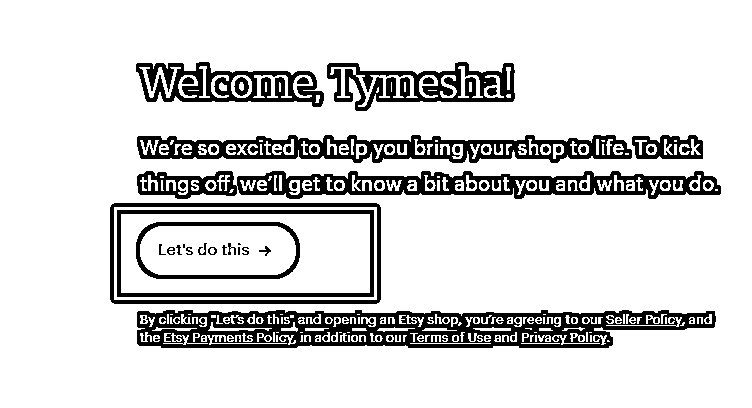 Welcome, Tymesha!
We're so excited to help you bring your shop to life. To kick
things off, we'll get to know a bit about you and what you do.
Let's do this →
By clicking "Let's do this" and opening an Etsy shop, you're agreeing to our Seller Policy, and
the Etsy Payments Policy, in addition to our Terms of Use and Privacy Policy.